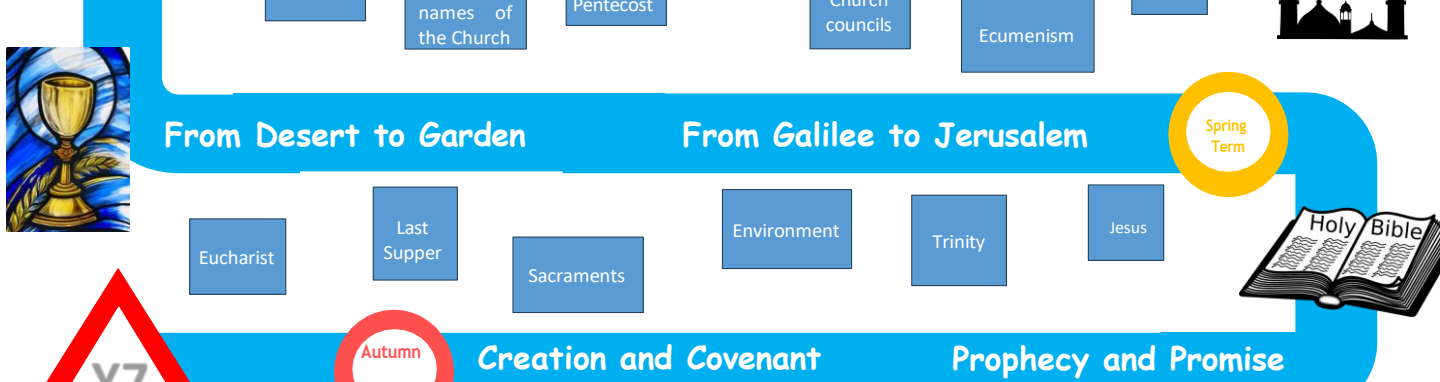 names of
the Church
Pentecost
Church
councils
Ecumenism
From Desert to Garden
From Galilee to Jerusalem
Spring
Term
Eucharist
Last
Supper
Sacraments
Environment
Trinity
Jesus
Holy Bible
Y7
Autumn
Creation and Covenant
Prophecy and Promise